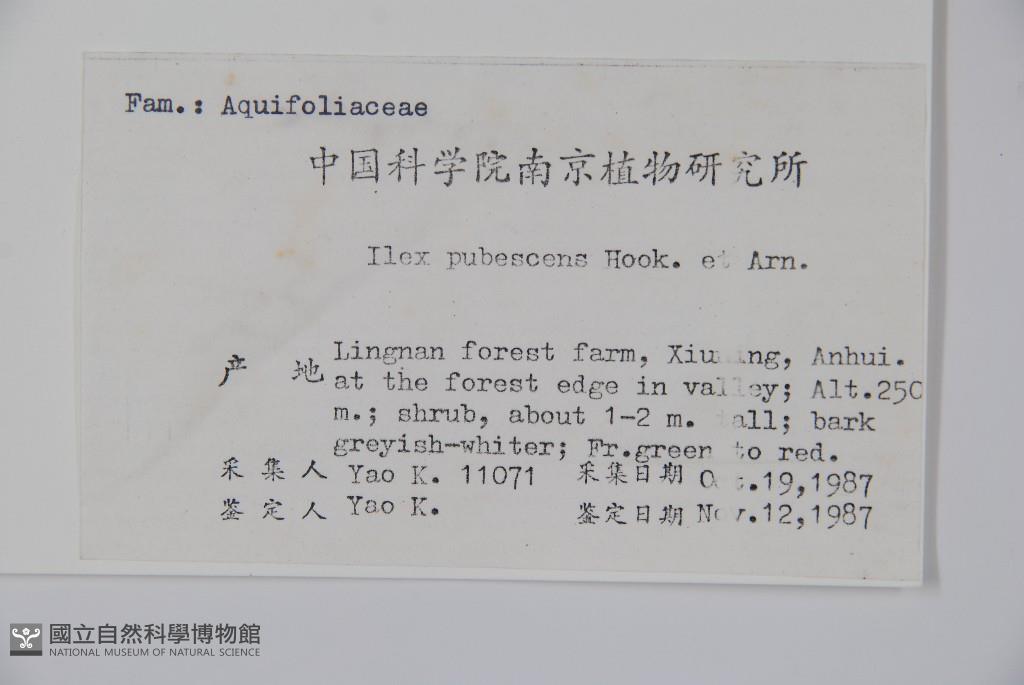 Fam.: Aquifoliaceae
中国科学院南京植物研究所
Ilex pubescens Hook. et Arn.
产 地 Lingnan forest farm, Xiuning, Anhui.
at the forest edge in valley; Alt.250
m.; shrub, about 1-2 m. tall; bark
greyish-whiter; Fr.green to red.
采集人 Yao K. 11071 采集日期 Oct.19,1987
鉴定人 Yao K. 鉴定日期 Nov.12,1987
國立自然科學博物館
NATIONAL MUSEUM OF NATURAL SCIENCE